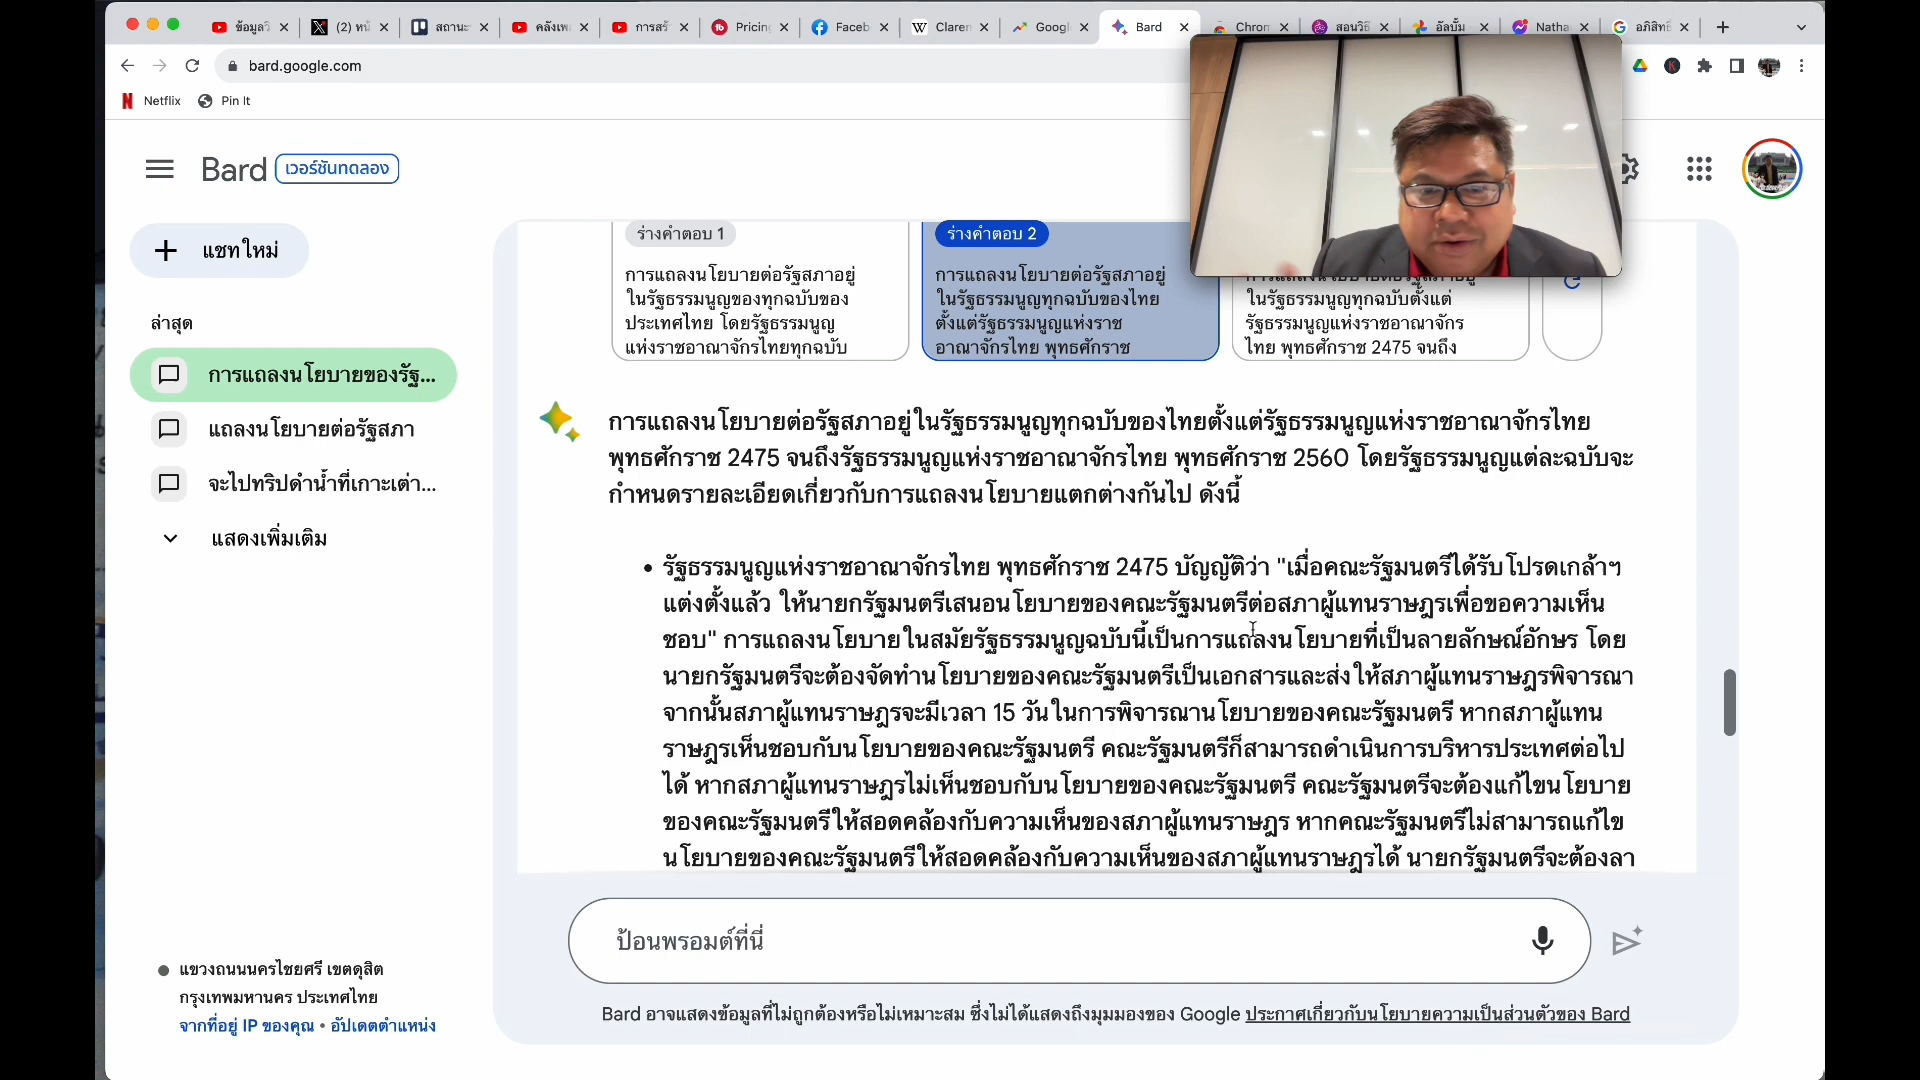 ข้อมูลวิ
(2) หน้
สถานะ
คลังเพ
การสร้
Pricin
Faceb
Claren
Googl
Bard
Chrom
สอนวิธี
อัลบั้ม
Natha
อภิสิทธิ
bard.google.com
Netflix
Pin It
Bard เวอร์ชันทดลอง
แชทใหม่
ล่าสุด
การแถลงนโยบายของรัฐ...
แถลงนโยบายต่อรัฐสภา
จะไปทริปดำน้ำที่เกาะเต่า...
แสดงเพิ่มเติม
แขวงถนนนครไชยศรี เขตดุสิต
กรุงเทพมหานคร ประเทศไทย
จากที่อยู่ IP ของคุณ • อัปเดตตำแหน่ง
ร่างคำตอบ 1
การแถลงนโยบายต่อรัฐสภาอยู่
ในรัฐธรรมนูญของทุกฉบับของ
ประเทศไทย โดยรัฐธรรมนูญ
แห่งราชอาณาจักรไทยทุกฉบับ
ร่างคำตอบ 2
การแถลงนโยบายต่อรัฐสภาอยู่
ในรัฐธรรมนูญทุกฉบับของไทย
ตั้งแต่รัฐธรรมนูญแห่งราช
อาณาจักรไทย พุทธศักราช
ในรัฐธรรมนูญทุกฉบับตั้งแต่
รัฐธรรมนูญแห่งราชอาณาจักร
ไทย พุทธศักราช 2475 จนถึง
การแถลงนโยบายต่อรัฐสภาอยู่ในรัฐธรรมนูญทุกฉบับของไทยตั้งแต่รัฐธรรมนูญแห่งราชอาณาจักรไทย
พุทธศักราช 2475 จนถึงรัฐธรรมนูญแห่งราชอาณาจักรไทย พุทธศักราช 2560 โดยรัฐธรรมนูญแต่ละฉบับจะ
กำหนดรายละเอียดเกี่ยวกับการแถลงนโยบายแตกต่างกันไป ดังนี้
• รัฐธรรมนูญแห่งราชอาณาจักรไทย พุทธศักราช 2475 บัญญัติว่า "เมื่อคณะรัฐมนตรีได้รับโปรดเกล้าฯ
แต่งตั้งแล้ว ให้นายกรัฐมนตรีเสนอนโยบายของคณะรัฐมนตรีต่อสภาผู้แทนราษฎรเพื่อขอความเห็น
ชอบ" การแถลงนโยบายในสมัยรัฐธรรมนูญฉบับนี้เป็นการแถลงนโยบายที่เป็นลายลักษณ์อักษร โดย
นายกรัฐมนตรีจะต้องจัดทำนโยบายของคณะรัฐมนตรีเป็นเอกสารและส่งให้สภาผู้แทนราษฎรพิจารณา
จากนั้นสภาผู้แทนราษฎรจะมีเวลา 15 วันในการพิจารณานโยบายของคณะรัฐมนตรี หากสภาผู้แทน
ราษฎรเห็นชอบกับนโยบายของคณะรัฐมนตรี คณะรัฐมนตรีก็สามารถดำเนินการบริหารประเทศต่อไป
ได้ หากสภาผู้แทนราษฎรไม่เห็นชอบกับนโยบายของคณะรัฐมนตรี คณะรัฐมนตรีจะต้องแก้ไขนโยบาย
ของคณะรัฐมนตรีให้สอดคล้องกับความเห็นของสภาผู้แทนราษฎร หากคณะรัฐมนตรีไม่สามารถแก้ไข
นโยบายของคณะรัฐมนตรีให้สอดคล้องกับความเห็นของสภาผู้แทนราษฎรได้ นายกรัฐมนตรีจะต้องลา
ป้อนพรอมต์ที่นี่
Bard อาจแสดงข้อมูลที่ไม่ถูกต้องหรือไม่เหมาะสม ซึ่งไม่ได้แสดงถึงมุมมองของ Google ประกาศเกี่ยวกับนโยบายความเป็นส่วนตัวของ Bard